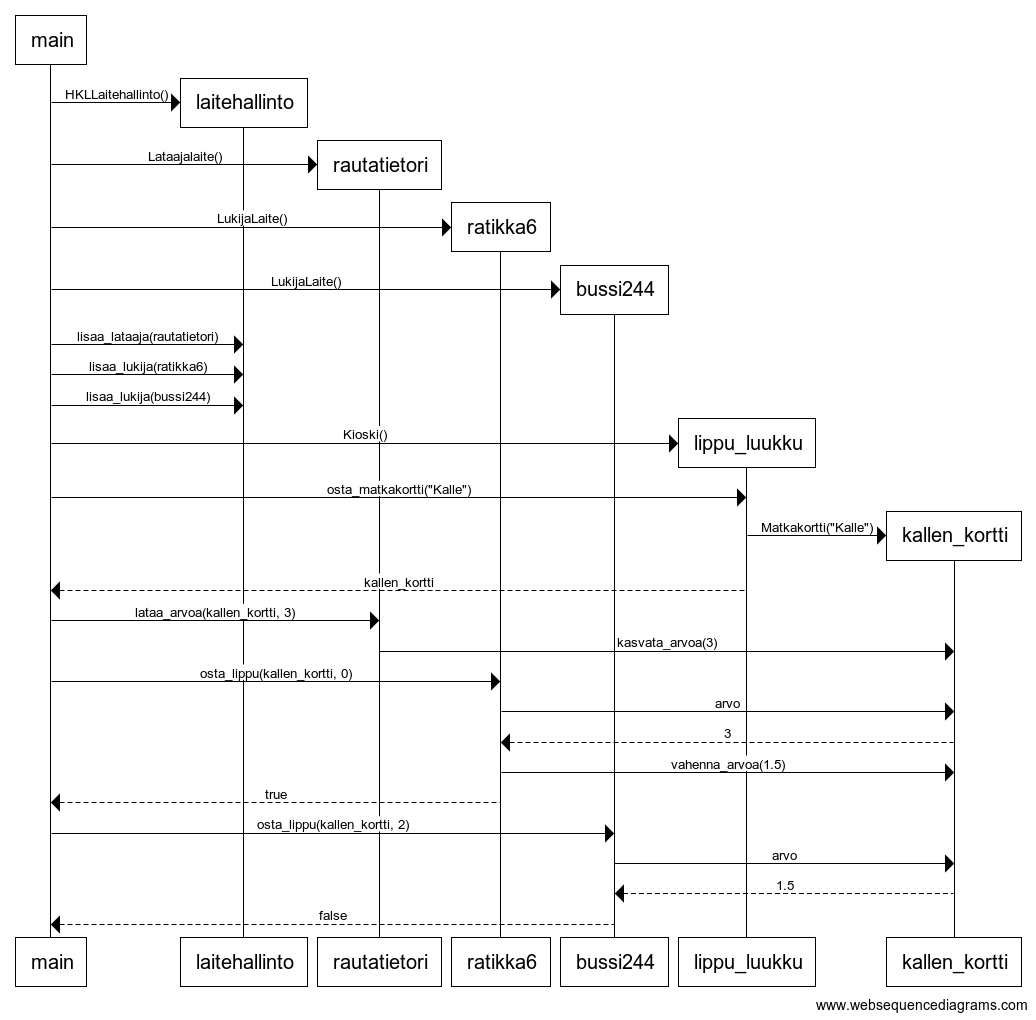 main
HKLLaitehallinto()
laitehallinto
Lataajalaite()
rautatietori
LukijaLaite()
ratikka6
LukijaLaite()
bussi244
lisaa_lataaja(rautatietori)
lisaa_lukija(ratikka6)
lisaa_lukija(bussi244)
Kioski()
lippu_luukku
osta_matkakortti("Kalle")
Matkakortti("Kalle")
kallen_kortti
kallen_kortti
lataa_arvoa(kallen_kortti, 3)
kasvata_arvoa(3)
osta_lippu(kallen_kortti, 0)
arvo
3
vahenna_arvoa(1.5)
true
osta_lippu(kallen_kortti, 2)
arvo
1.5
false
main laitehallinto rautatietori ratikka6 bussi244 lippu_luukku kallen_kortti
www.websequencediagrams.com